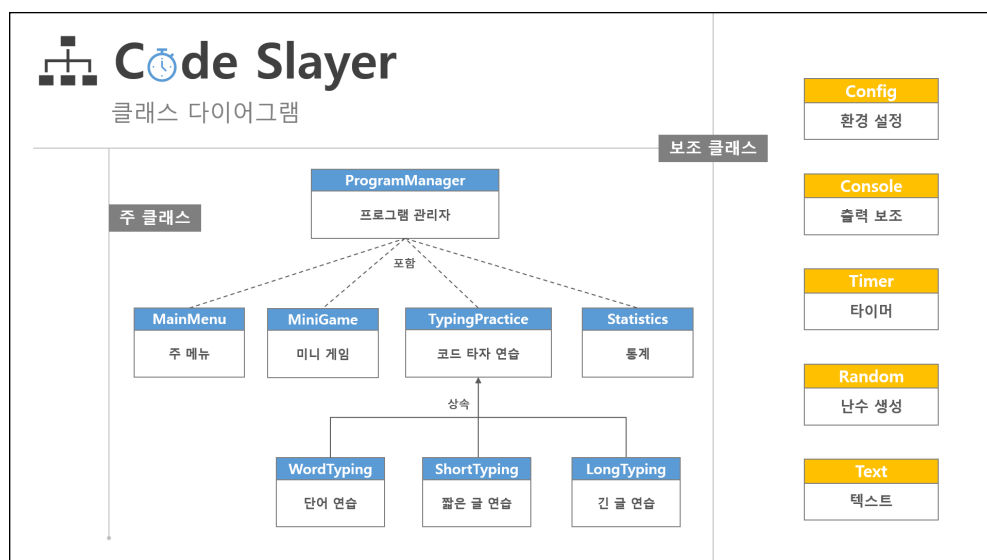 Code Slayer
클래스 다이어그램
보조 클래스
주 클래스
ProgramManager
프로그램 관리자
포함
MainMenu
주 메뉴
MiniGame
미니 게임
TypingPractice
코드 타자 연습
Statistics
통계
상속
WordTyping
단어 연습
ShortTyping
짧은 글 연습
LongTyping
긴 글 연습
Config
환경 설정
Console
출력 보조
Timer
타이머
Random
난수 생성
Text
텍스트